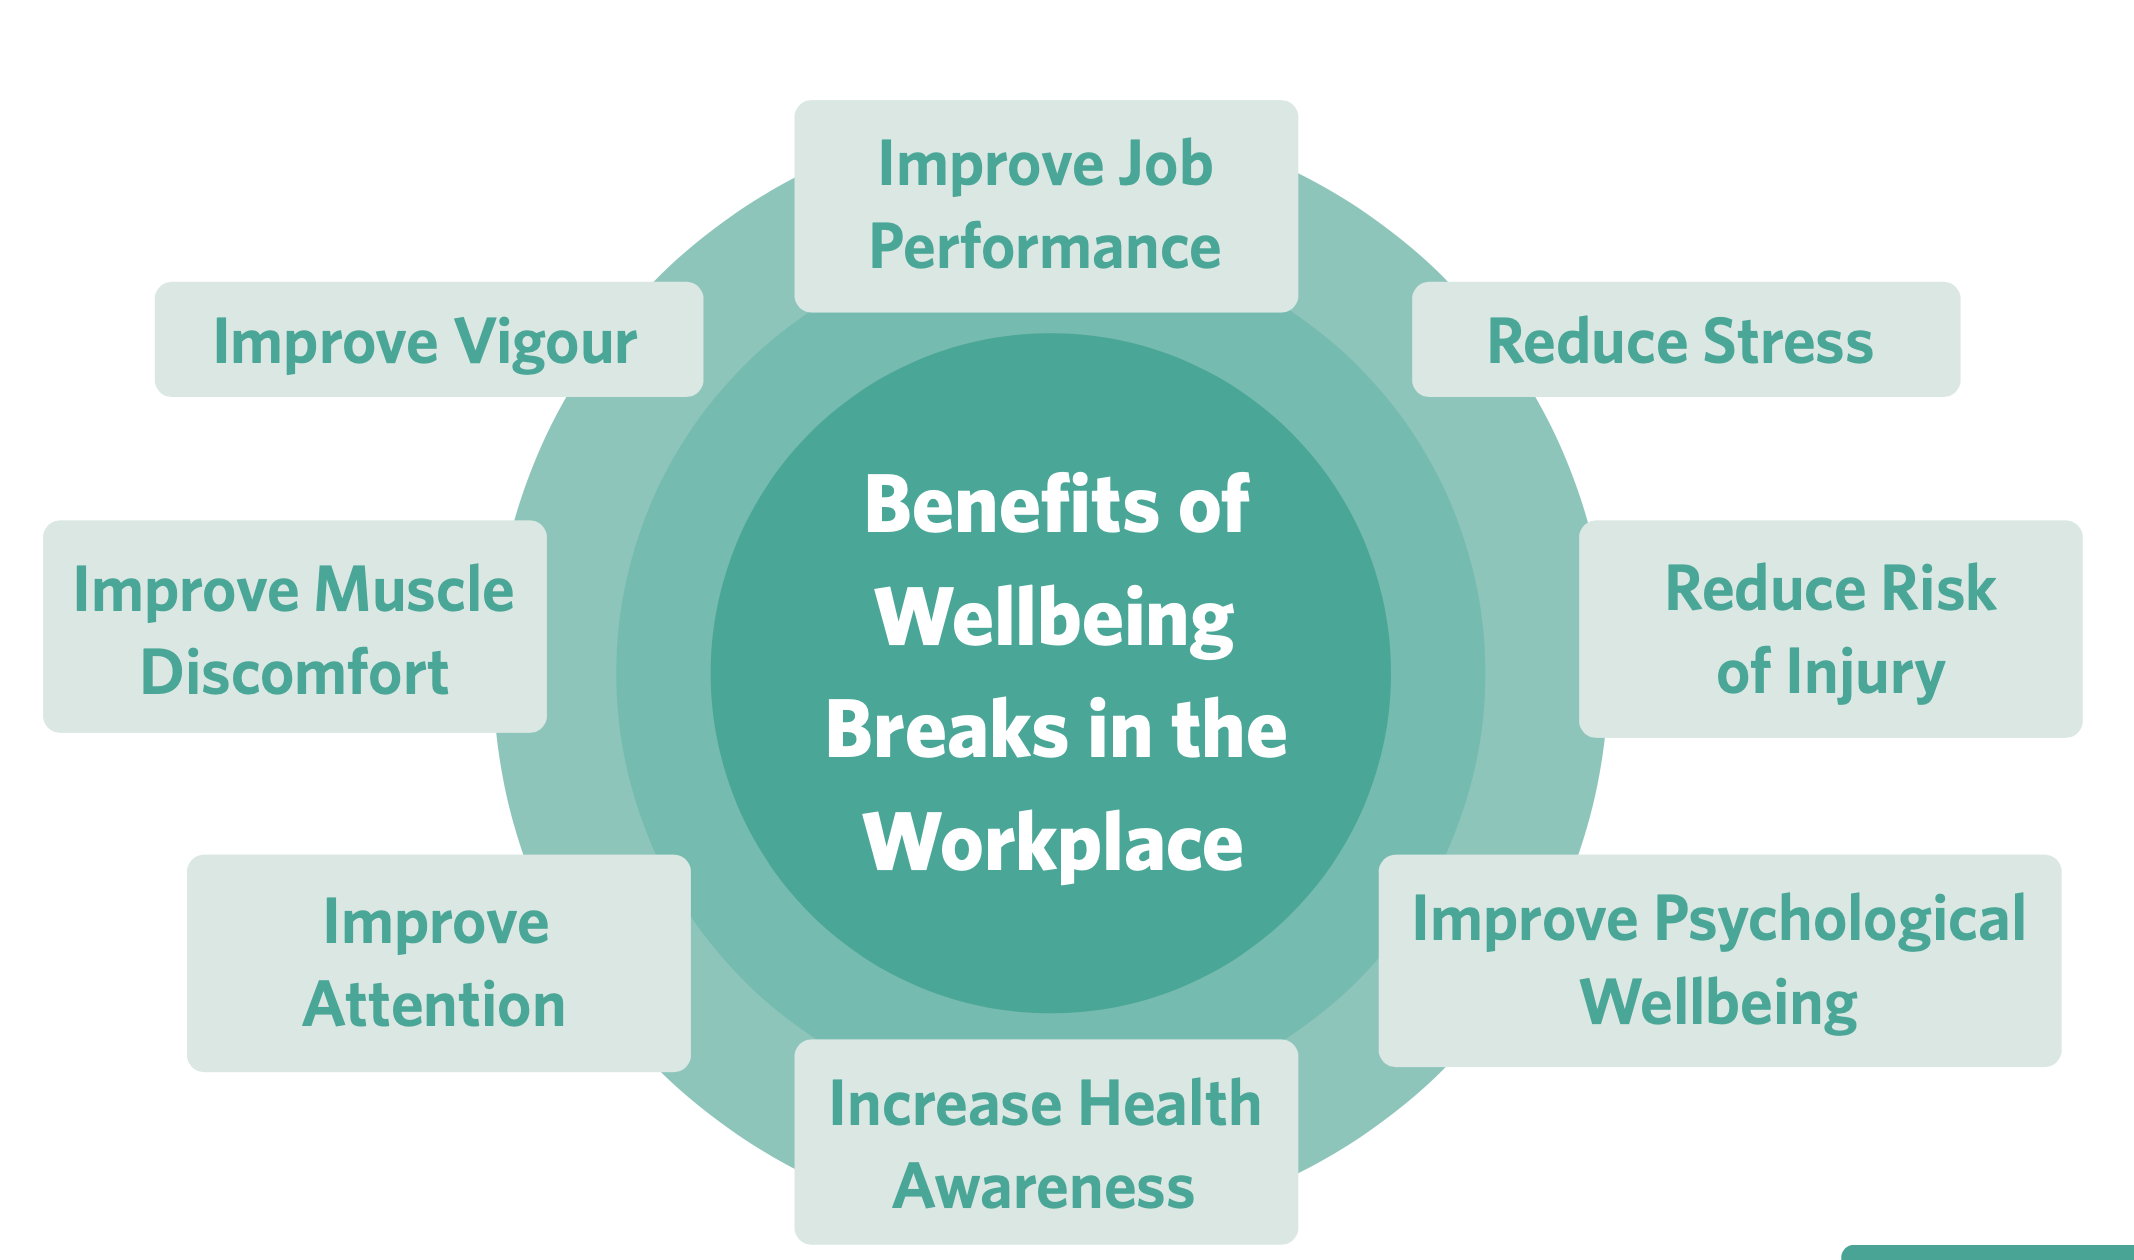 Improve Job
Performance
Improve Vigour
Reduce Stress
Benefits of
Wellbeing
Breaks in the
Workplace
Improve Muscle
Discomfort
Reduce Risk
of Injury
Improve
Attention
Improve Psychological
Wellbeing
Increase Health
Awareness